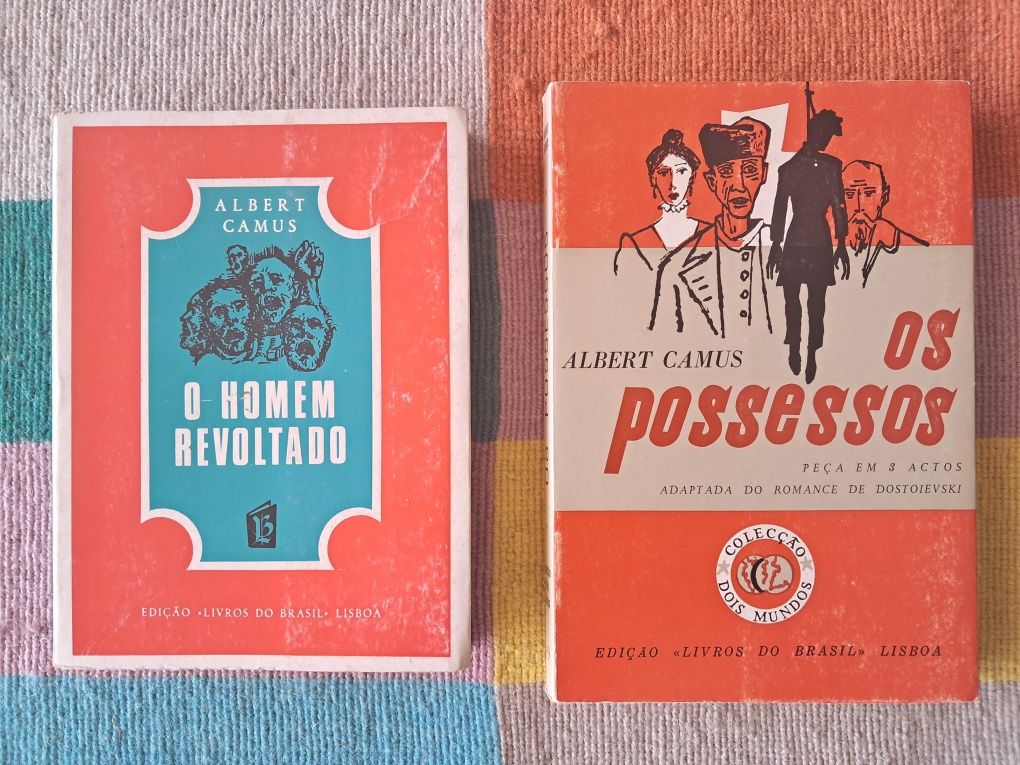 ALBERT
CAMUS
O HOMEM
REVOLTADO
EDIÇÃO «LIVROS DO BRASIL» LISBOA
ALBERT CAMUS
OS
POSSESSOS
PEÇA EM 3 ACTOS
ADAPTADA DO ROMANCE DE DOSTOIEVSKI
COLECÇÃO
DOIS MUNDOS
EDIÇÃO «LIVROS DO BRASIL» LISBOA